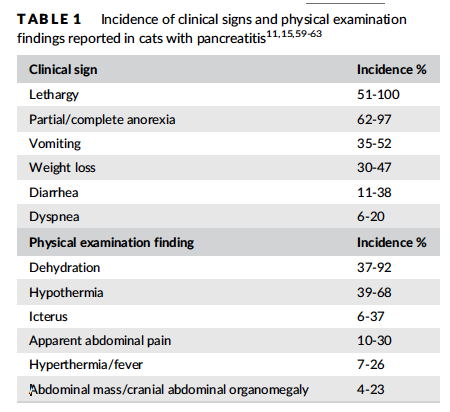 TABLE 1 Incidence of clinical signs and physical examination
findings reported in cats with pancreatitis11,15,59-63
Clinical sign Incidence %
Lethargy 51-100
Partial/complete anorexia 62-97
Vomiting 35-52
Weight loss 30-47
Diarrhea 11-38
Dyspnea 6-20
Physical examination finding Incidence %
Dehydration 37-92
Hypothermia 39-68
Icterus 6-37
Apparent abdominal pain 10-30
Hyperthermia/fever 7-26
Abdominal mass/cranial abdominal organomegaly 4-23